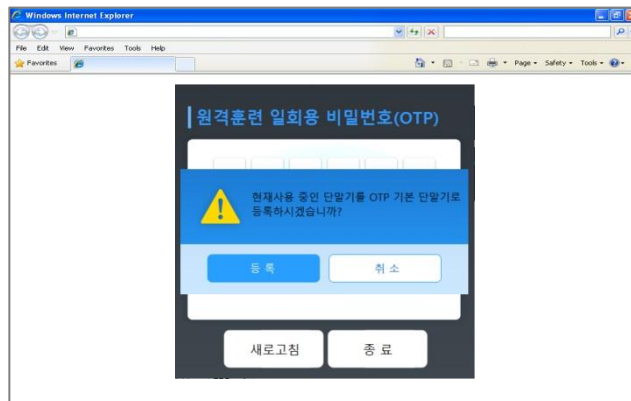 Windows Internet Explorer
File Edit View Favorites Tools Help
Favorites
Page Safety Tools
원격훈련 일회용 비밀번호(OTP)
현재사용 중인 단말기를 OTP 기본 단말기로
등록하시겠습니까?
등 록 취 소
새로고침 종 료